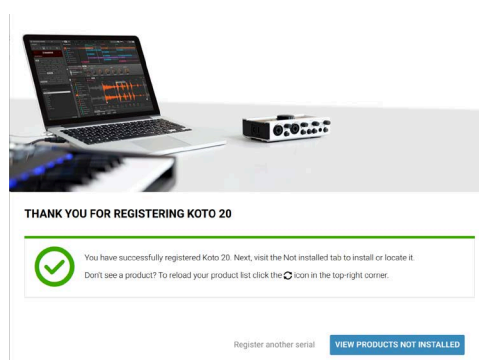 THANK YOU FOR REGISTERING KOTO 20
You have successfully registered Koto 20. Next, visit the Not installed tab to install or locate it.
Don't see a product? To reload your product list click the icon in the top-right corner.
Register another serial
VIEW PRODUCTS NOT INSTALLED